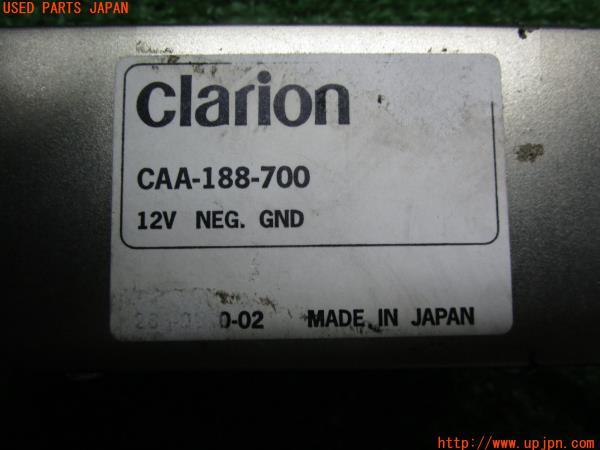 USED PARTS JAPAN
clarion
CAA-188-700
12V NEG. GND
0-02 MADE IN JAPAN
http://www.upjpn.com